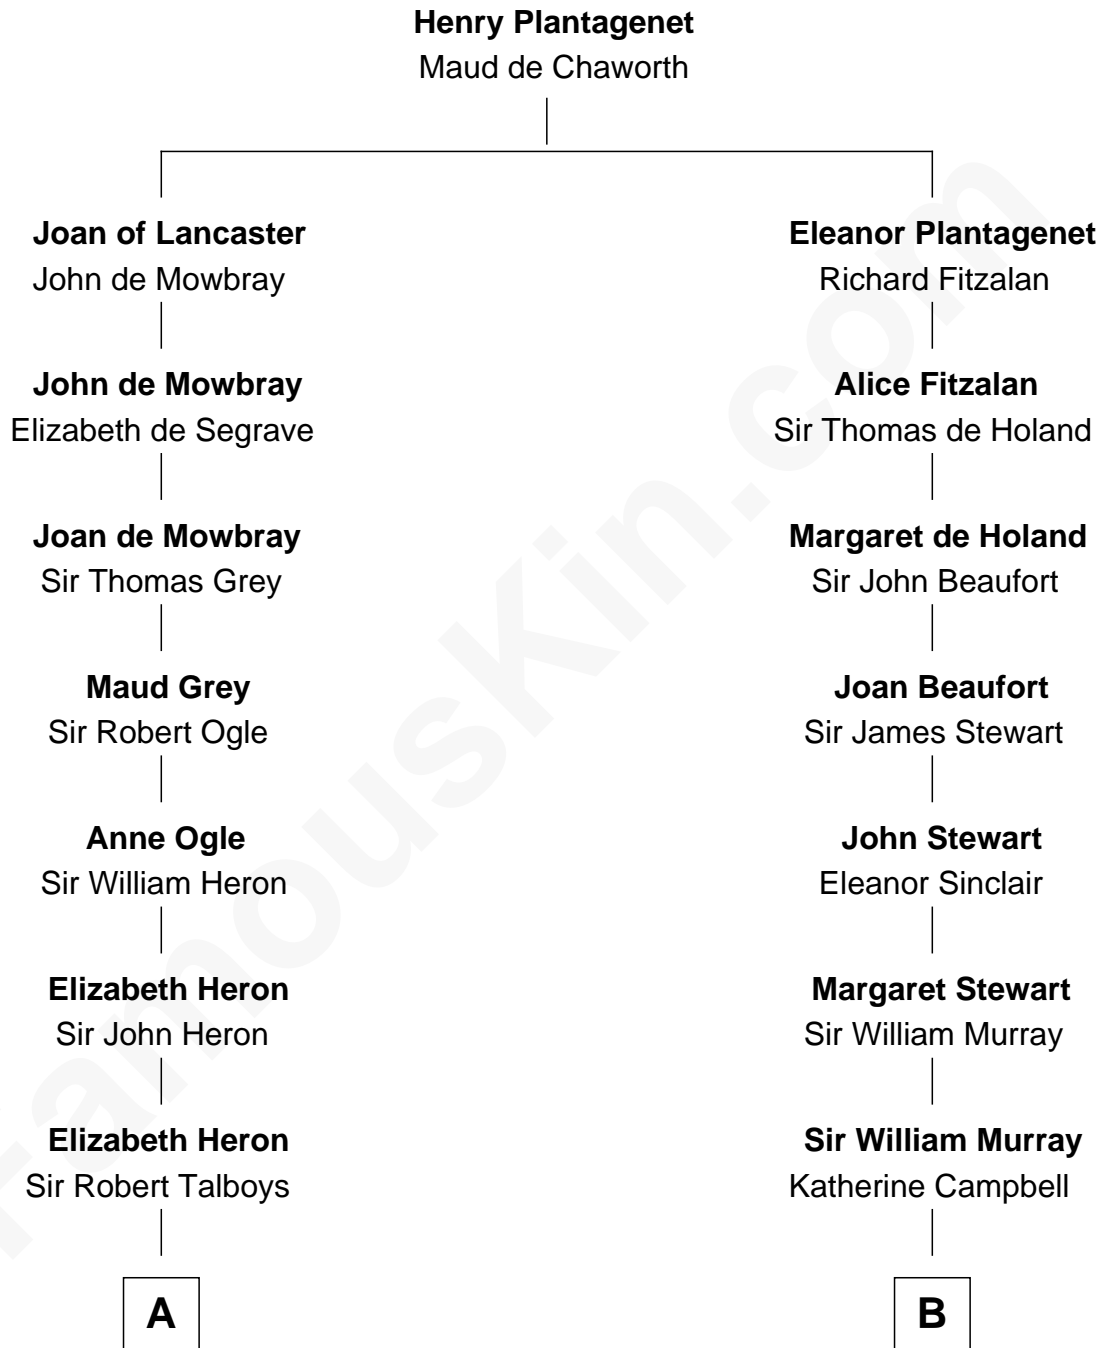 Henry Plantagenet
Maud de Chaworth
Joan of Lancaster
John de Mowbray
Eleanor Plantagenet
Richard Fitzalan
John de Mowbray
Elizabeth de Segrave
Alice Fitzalan
Sir Thomas de Holand
Joan de Mowbray
Sir Thomas Grey
Margaret de Holand
Sir John Beaufort
Maud Grey
Sir Robert Ogle
Joan Beaufort
Sir James Stewart
Anne Ogle
Sir William Heron
John Stewart
Eleanor Sinclair
Elizabeth Heron
Sir John Heron
Margaret Stewart
Sir William Murray
Elizabeth Heron
Sir Robert Talboys
Sir William Murray
Katherine Campbell
A
B
FamousKin.com